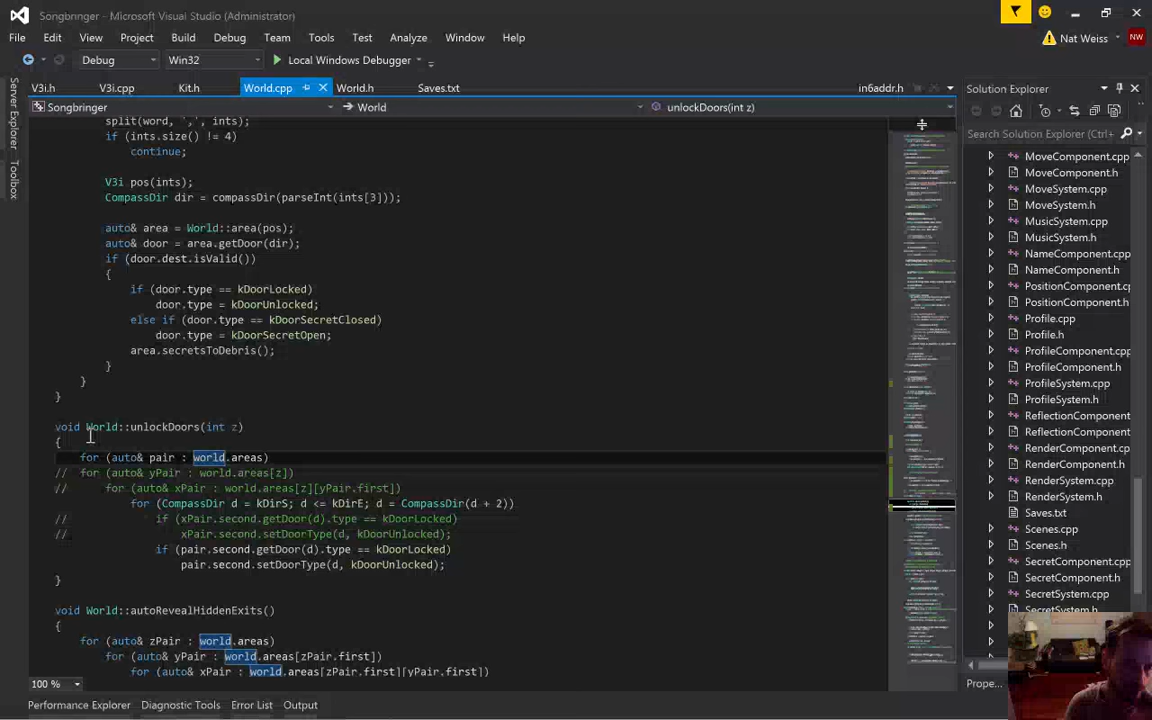 Songbringer - Microsoft Visual Studio (Administrator)
File Edit View Project Build Debug Team Tools Test Analyze Window Help
Nat Weiss NW
Debug Win32 Local Windows Debugger
V3i.h V3i.cpp Kit.h World.cpp World.h Saves.txt in6addr.h
Songbringer World unlockDoors(int z)
Server Explorer
Toolbox
split(word, ',', ints);
if (ints.size() != 4)
continue;
V3i pos(ints);
CompassDir dir = compassDir(parseInt(ints[3]));
auto& area = World::area(pos);
auto& door = area.getDoor(dir);
if (door.dest.isValid())
{
if (door.type == kDoorLocked)
door.type = kDoorUnlocked;
else if (door.type == kDoorSecretClosed)
door.type = kDoorSecretOpen;
area.secretsToDebris();
}
}
}
void World::unlockDoors(int z)
{
for (auto& pair : world.areas)
// for (auto& yPair : world.areas[z])
// for (auto& xPair : world.areas[z][yPair.first])
for (CompassDir d = kDirS; d <= kDirE; d = CompassDir(d + 2))
// if (xPair.second.getDoor(d).type == kDoorLocked)
// xPair.second.setDoorType(d, kDoorUnlocked);
if (pair.second.getDoor(d).type == kDoorLocked)
pair.second.setDoorType(d, kDoorUnlocked);
}
void World::autoRevealHiddenExits()
{
for (auto& zPair : world.areas)
for (auto& yPair : world.areas[zPair.first])
for (auto& xPair : world.areas[zPair.first][yPair.first])
100 %
Performance Explorer Diagnostic Tools Error List Output
Solution Explorer
Search Solution Explorer (Ctrl+;)
MoveComponent.cpp
MoveComponent.h
MoveSystem.cpp
MoveSystem.h
MusicSystem.cpp
MusicSystem.h
NameComponent.cpp
NameComponent.h
PositionComponent.cp
PositionComponent.h
Profile.cpp
Profile.h
ProfileComponent.cpp
ProfileComponent.h
ProfileSystem.cpp
ProfileSystem.h
ReflectionComponent.
ReflectionComponent.
RenderComponent.cpp
RenderComponent.h
RenderSystem.cpp
RenderSystem.h
Saves.txt
Scenes.cpp
Scenes.h
SecretComponent.cpp
SecretComponent.h
SecretSystem.cpp
SecretSystem.h
Prope...